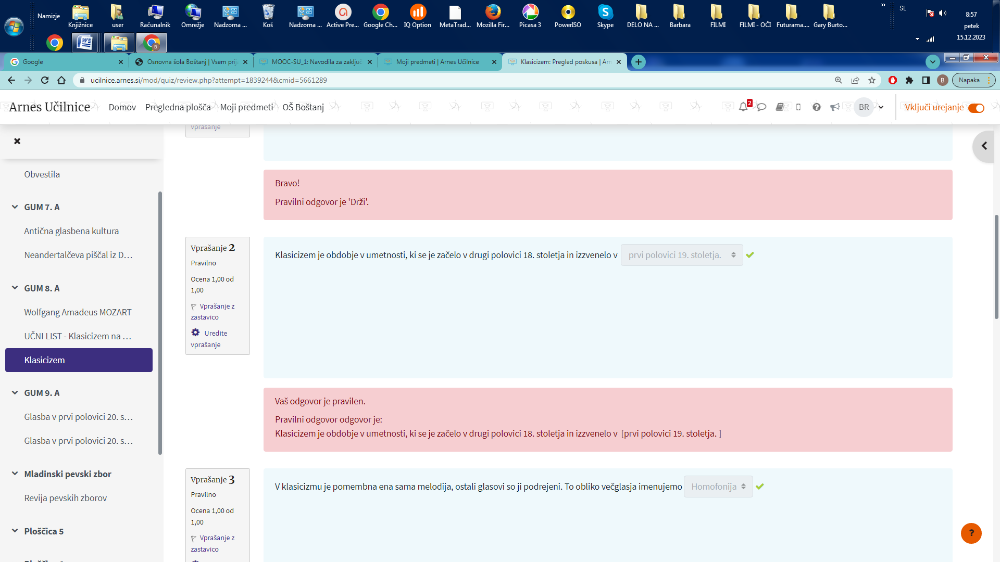 Namizje
Knjižnice
user
Računalnik
Omrežje
Nadzorna ...
Koš
Nadzorna ...
Active Pre...
Google Ch...
IQ Option
MetaTrad...
Mozilla Fir...
Picasa 3
PowerISO
Skype
DELO NA ...
Barbara
FILMI
FILMI - OČI
Futurama....
Gary Burto...
»
SL
8:57
petek
15.12.2023
Google
Osnovna šola Boštanj | Vsem prij
MOOC-SU_1: Navodila za zaključ
Moji predmeti | Arnes Učilnice
Klasicizem: Pregled poskusa | Arn
ucilnice.arnes.si/mod/quiz/review.php?attempt=1839244&cmid=5661289
B
Napaka
Arnes Učilnice
Domov
Pregledna plošča
Moji predmeti
OŠ Boštanj
2
BR
Vključi urejanje
Obvestila
GUM 7. A
Antična glasbena kultura
Neandertalčeva piščal iz D...
GUM 8. A
Wolfgang Amadeus MOZART
UČNI LIST - Klasicizem na ...
Klasicizem
GUM 9. A
Glasba v prvi polovici 20. s...
Glasba v prvi polovici 20. s...
Mladinski pevski zbor
Revija pevskih zborov
Ploščica 5
vprašanje
Bravo!
Pravilni odgovor je 'Drži'.
Vprašanje 2
Pravilno
Ocena 1,00 od
1,00
Vprašanje z
zastavico
Uredite
vprašanje
Klasicizem je obdobje v umetnosti, ki se je začelo v drugi polovici 18. stoletja in izzvenelo v prvi polovici 19. stoletja.
Vaš odgovor je pravilen.
Pravilni odgovor odgovor je:
Klasicizem je obdobje v umetnosti, ki se je začelo v drugi polovici 18. stoletja in izzvenelo v [prvi polovici 19. stoletja. ]
Vprašanje 3
Pravilno
Ocena 1,00 od
1,00
Vprašanje z
zastavico
V klasicizmu je pomembna ena sama melodija, ostali glasovi so ji podrejeni. To obliko večglasja imenujemo Homofonija
?